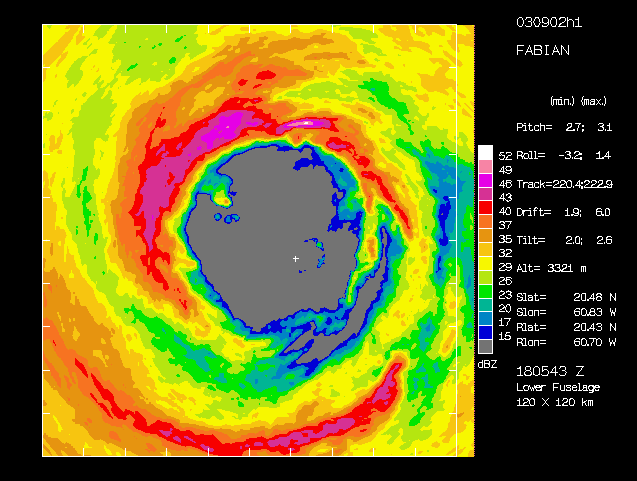 030902h1
FABIAN
(min.) (max.)
Pitch= 2.7; 3.1
52 Roll= -3.2; 1.4
49
46 Track=220.4;222.9
43
40 Drift= 1.9; 6.0
37
35 Tilt= 2.0; 2.6
32
29 Alt= 3321 m
26
23 Slat= 20.48 N
20 Slon= 60.83 W
17 Rlat= 20.43 N
15 Rlon= 60.70 W
dBZ
180543 Z
Lower Fuselage
120 X 120 km